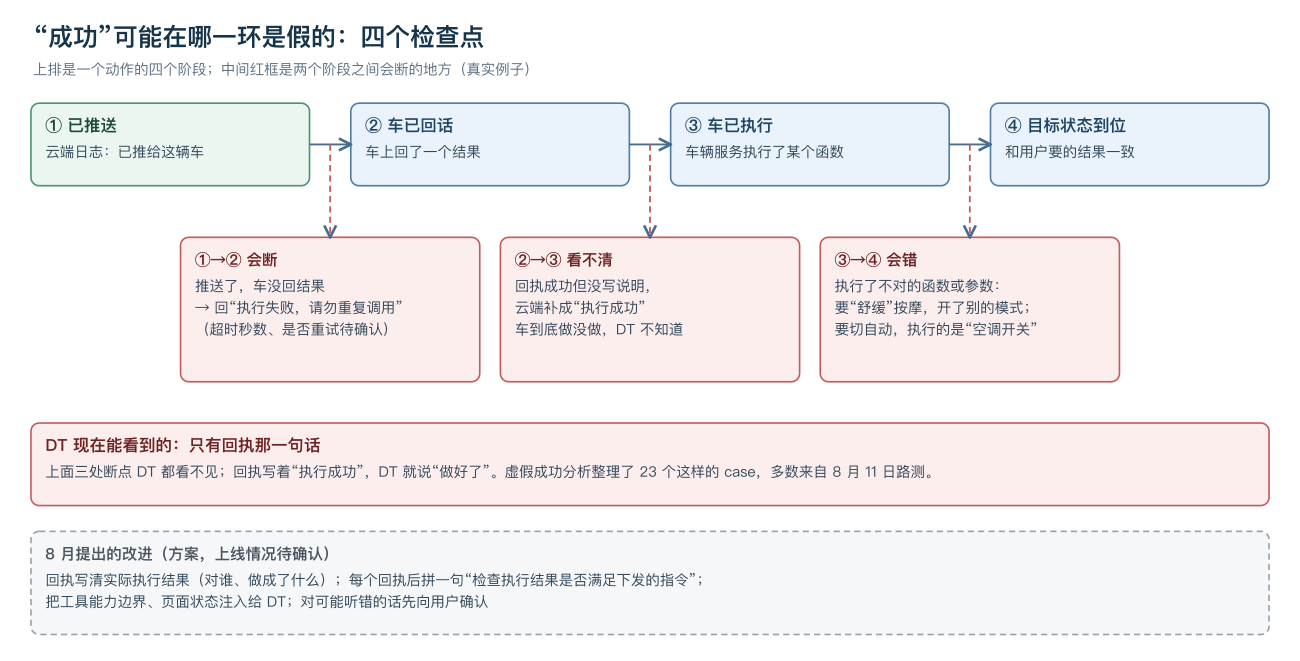 “成功”可能在哪一环是假的：四个检查点
上排是一个动作的四个阶段；中间红框是两个阶段之间会断的地方（真实例子）
① 已推送
云端日志：已推给这辆车
② 车已回话
车上回了一个结果
③ 车已执行
车辆服务执行了某个函数
④ 目标状态到位
和用户要的结果一致
①→② 会断
推送了，车没回结果
→ 回“执行失败，请勿重复调用”
（超时秒数、是否重试待确认）
②→③ 看不清
回执成功但没写说明，
云端补成“执行成功”
车到底做没做，DT 不知道
③→④ 会错
执行了不对的函数或参数：
要“舒缓”按摩，开了别的模式；
要切自动，执行的是“空调开关”
DT 现在能看到的：只有回执那一句话
上面三处断点 DT 都看不见；回执写着“执行成功”，DT 就说“做好了”。虚假成功分析整理了 23 个这样的 case，多数来自 8 月 11 日路测。
8 月提出的改进（方案，上线情况待确认）
回执写清实际执行结果（对谁、做成了什么）；每个回执后拼一句“检查执行结果是否满足下发的指令”；
把工具能力边界、页面状态注入给 DT；对可能听错的话先向用户确认